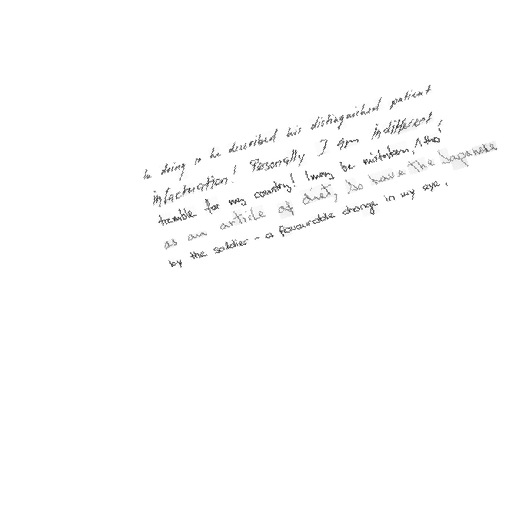 In doing so he described his distinguished patient
infatuation! Personally I am indifferent,
tremble for my country! I may be mistaken, Altho'
as an article of diet, So have the Japanese
by the soldier - a favourable change in my eye.